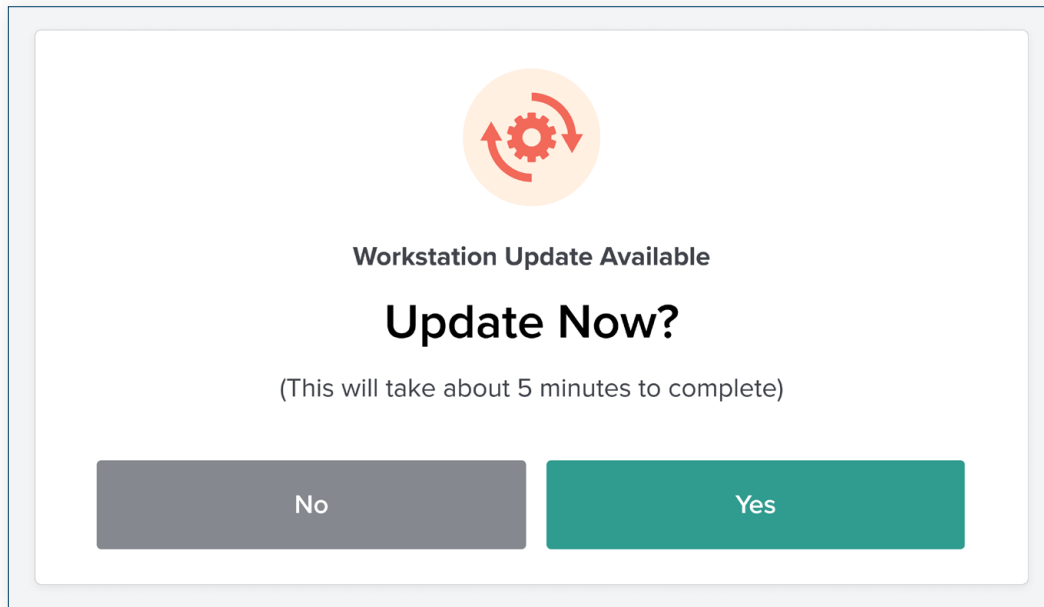 Workstation Update Available
Update Now?
(This will take about 5 minutes to complete)
No
Yes